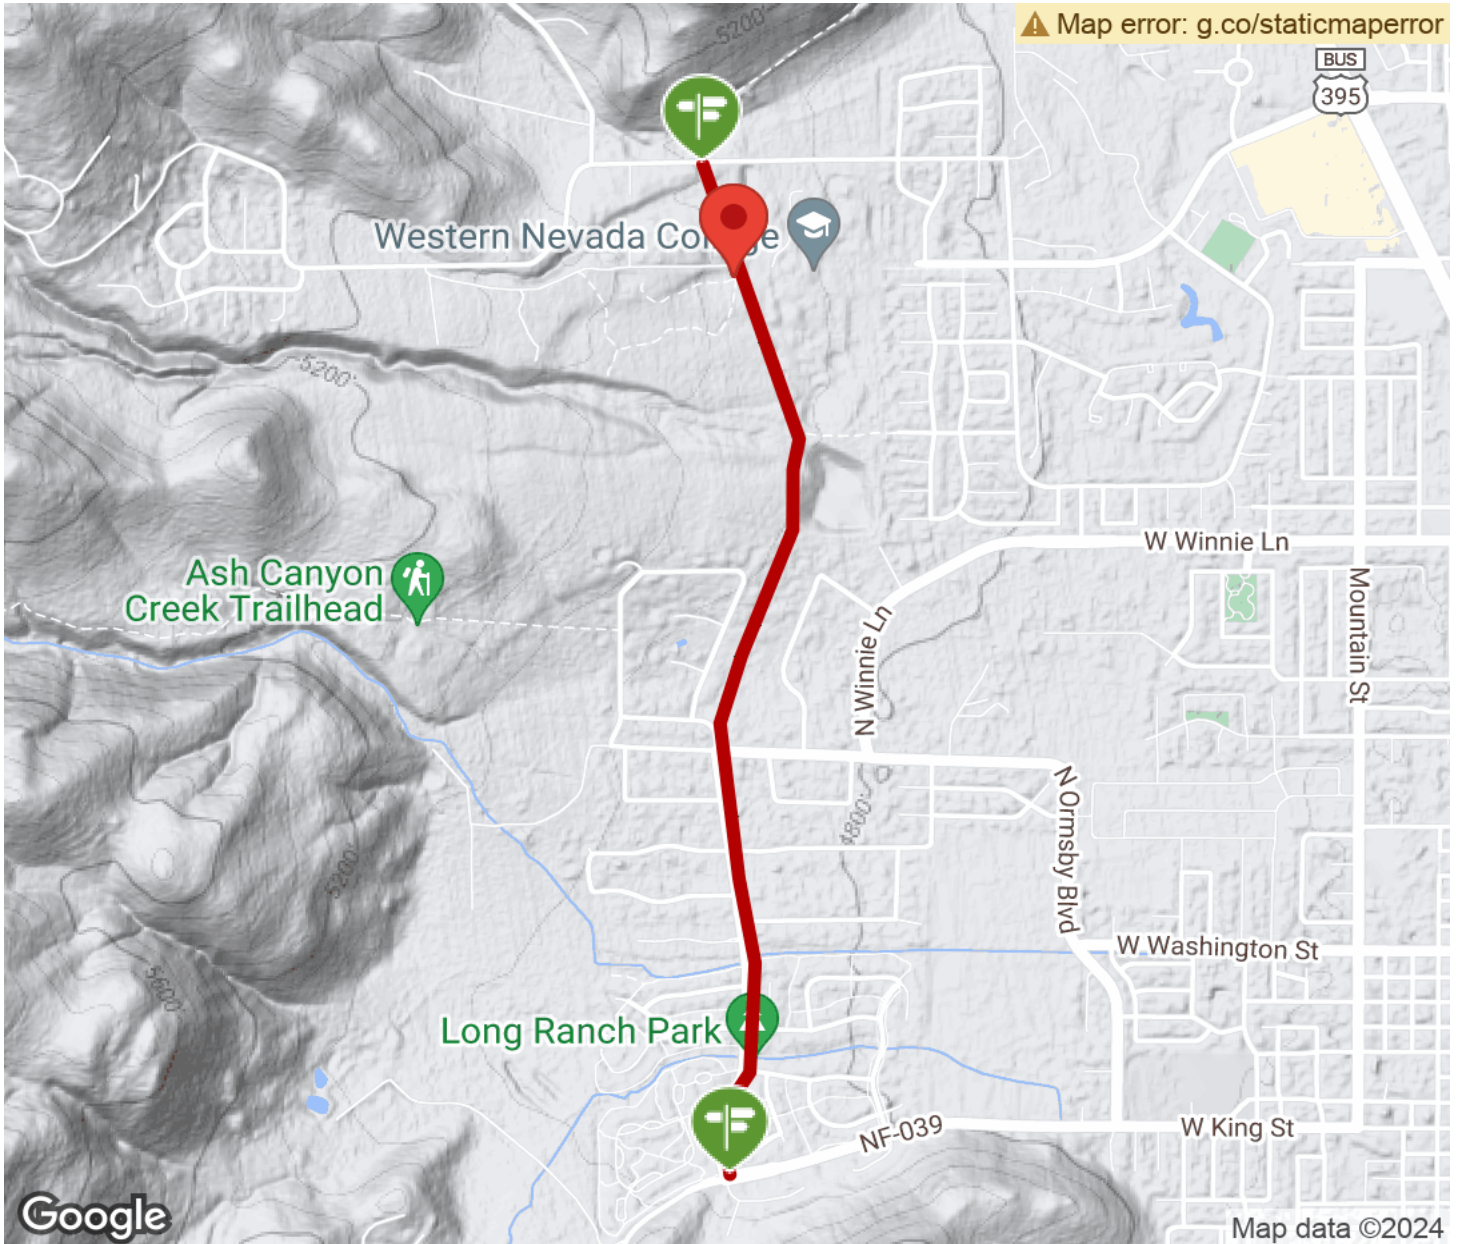 5200'
Map error: g.co/staticmaperror
BUS
395
Western Nevada Co
e
5200'
W Winnie Ln
Ash Canyon
Creek Trailhead
Mountain St
N Winnie Ln
N Ormsby Blvd
4800'
5200'
W Washington St
5600'
Long Ranch Park
NF-039
W King St
Google
Map data ©2024